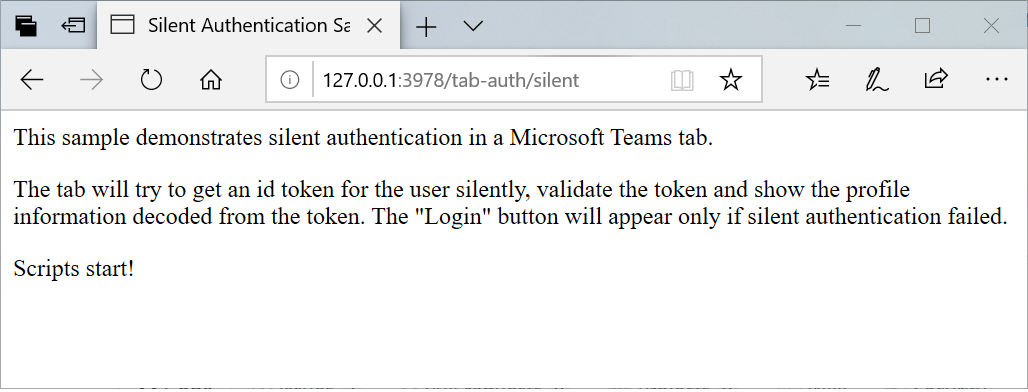 Silent Authentication Sa
127.0.0.1:3978/tab-auth/silent
This sample demonstrates silent authentication in a Microsoft Teams tab.
The tab will try to get an id token for the user silently, validate the token and show the profile
information decoded from the token. The "Login" button will appear only if silent authentication failed.
Scripts start!